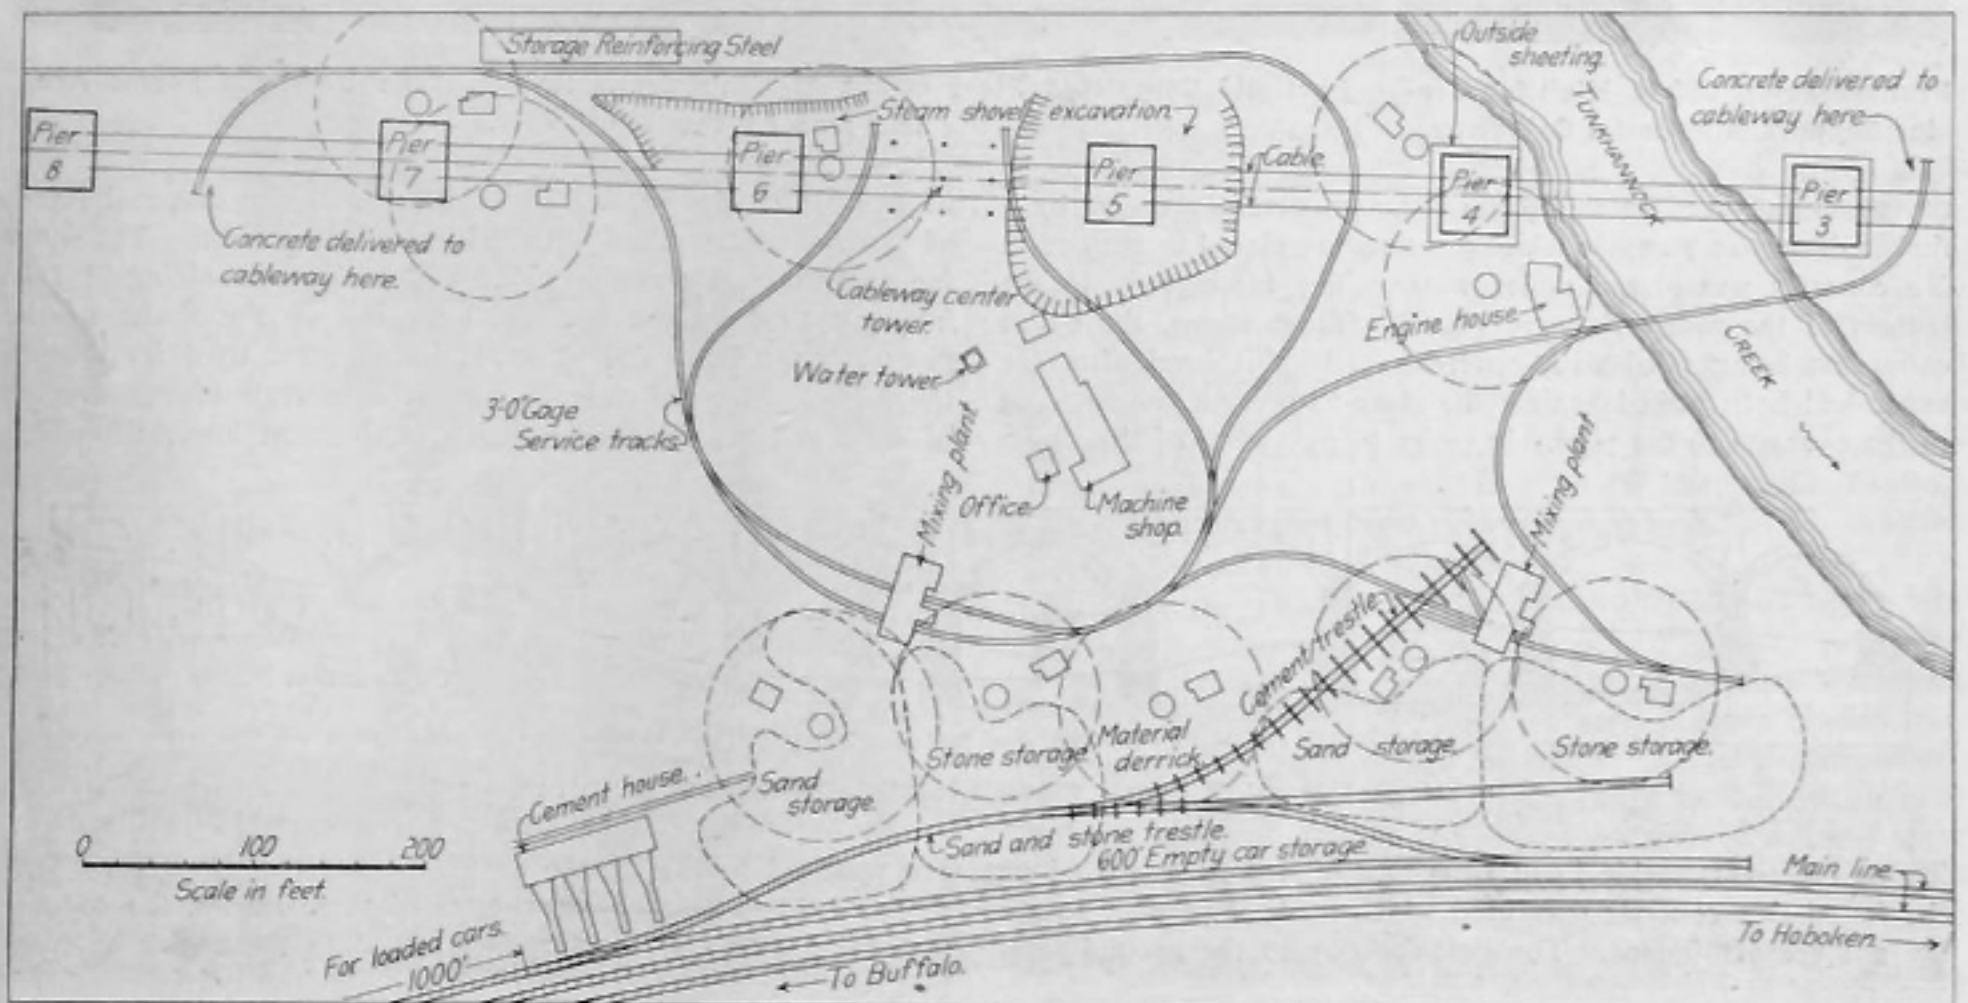 Storage Reinforcing Steel
Outside
sheeting.
Concrete delivered to
cableway here
TUNKHANNOCK
CREEK
Steam shovel excavation
Cable
Pier
8
Pier
7
Pier
6
Pier
5
Pier
4
Pier
3
Concrete delivered to
cableway here.
Cableway center
tower.
Engine house
Water tower
3'-0" Gage
Service tracks
Mixing plant
Office
Machine
shop.
Mixing plant
Cement trestle
Material
derrick
Stone storage
Sand storage
Stone storage.
Cement house.
Sand
storage.
Sand and stone trestle.
600' Empty car storage
0 100 200
Scale in feet.
Main line
For loaded cars.
1000'
To Buffalo.
To Hoboken